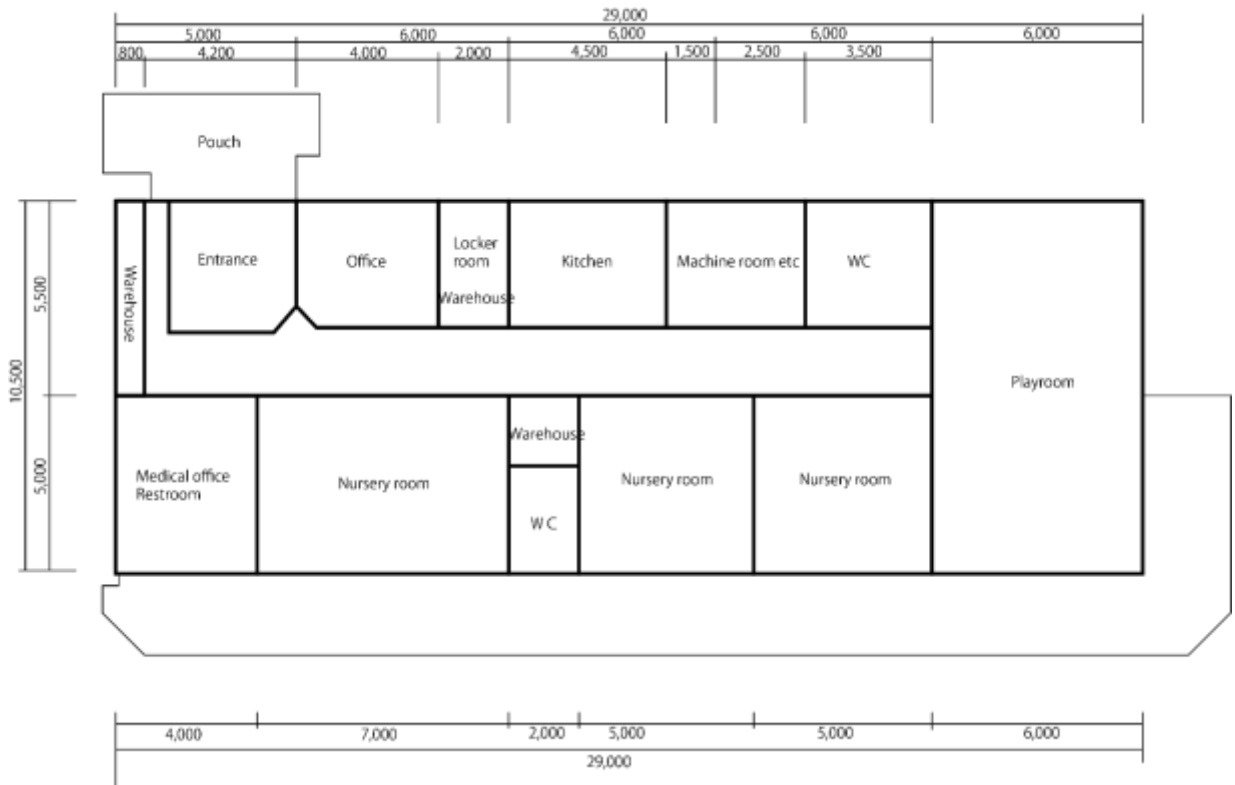 29,000
5,000 6,000 6,000 6,000 6,000
800 4.200 4.000 2,000 4,500 1,500 2,500 3,500
Pouch
Entrance
Office
Locker
room
Warehouse
Kitchen
Machine room etc
WC
Warehouse
5,500
10,500
5,000
Playroom
Medical office
Restroom
Nursery room
Warehouse
W C
Nursery room
Nursery room
4,000 7,000 2,000 5,000 5,000 6,000
29,000